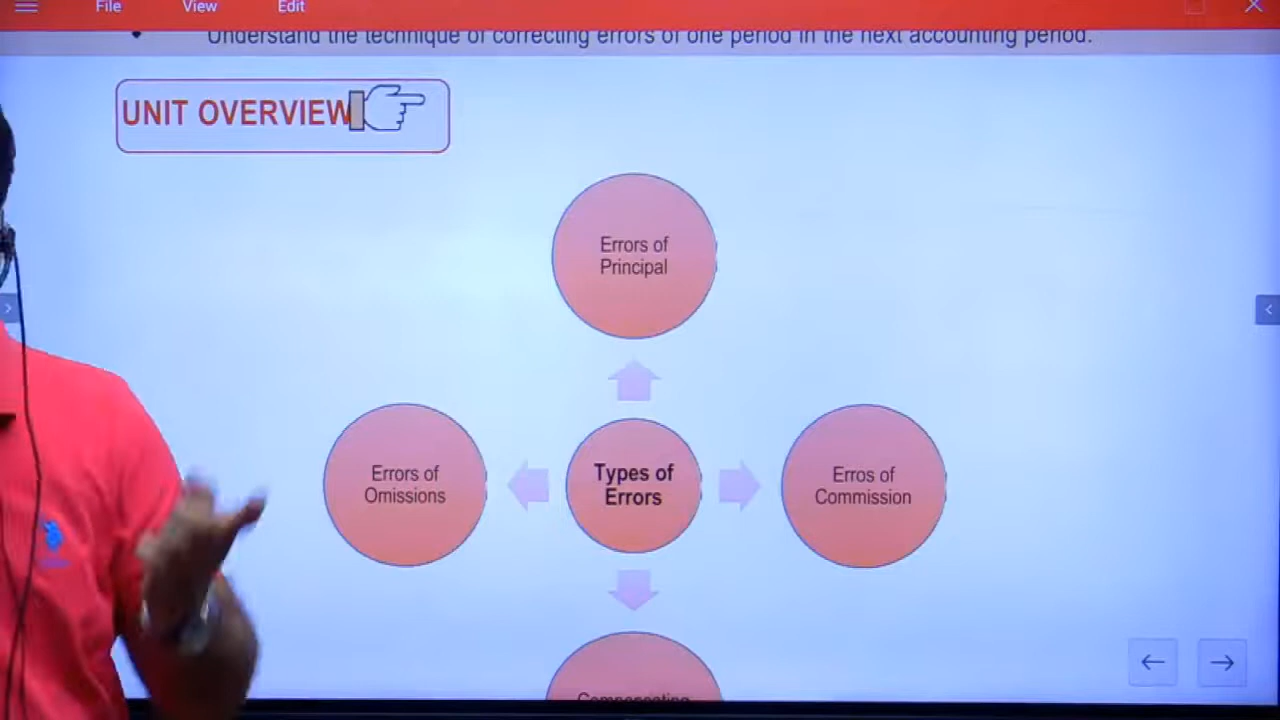 File View Edit
• Understand the technique of correcting errors of one period in the next accounting period.
UNIT OVERVIEW
Errors of
Principal
Errors of
Omissions
Types of
Errors
Erros of
Commission
Compensating